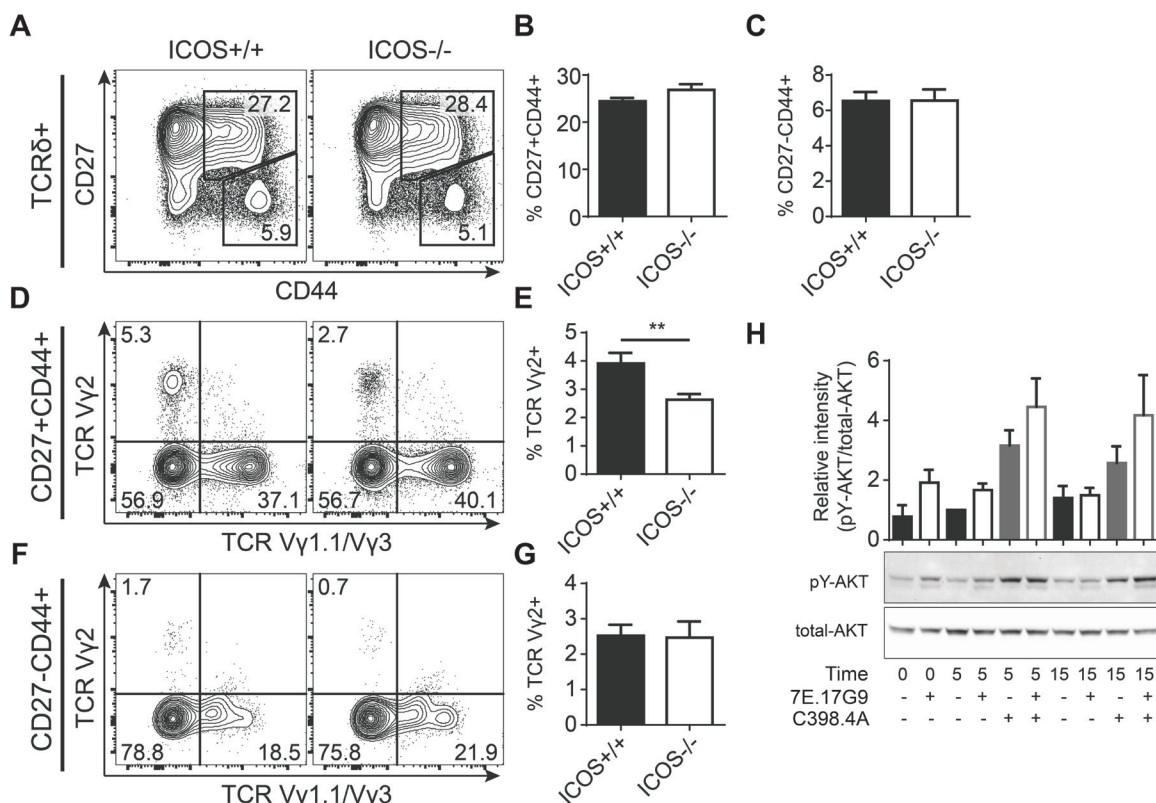 A
ICOS+/+
ICOS-/-
TCRδ+
CD27
27.2
5.9
28.4
5.1
CD44
B
% CD27+CD44+
30
20
10
0
ICOS+/+
ICOS-/-
C
% CD27-CD44+
8
6
4
2
0
ICOS+/+
ICOS-/-
D
CD27+CD44+
TCR Vγ2
5.3
56.9
37.1
2.7
56.7
40.1
TCR Vγ1.1/Vγ3
E
% TCR Vγ2+
5
4
3
2
1
0
**
ICOS+/+
ICOS-/-
F
CD27-CD44+
TCR Vγ2
1.7
78.8
18.5
0.7
75.8
21.9
TCR Vγ1.1/Vγ3
G
% TCR Vγ2+
4
3
2
1
0
ICOS+/+
ICOS-/-
H
Relative intensity
(pY-AKT/total-AKT)
6
4
2
0
pY-AKT
total-AKT
Time 0 0 5 5 5 5 15 15 15 15
7E.17G9 - + - + - + - + - +
C398.4A - - - - + + - - + +